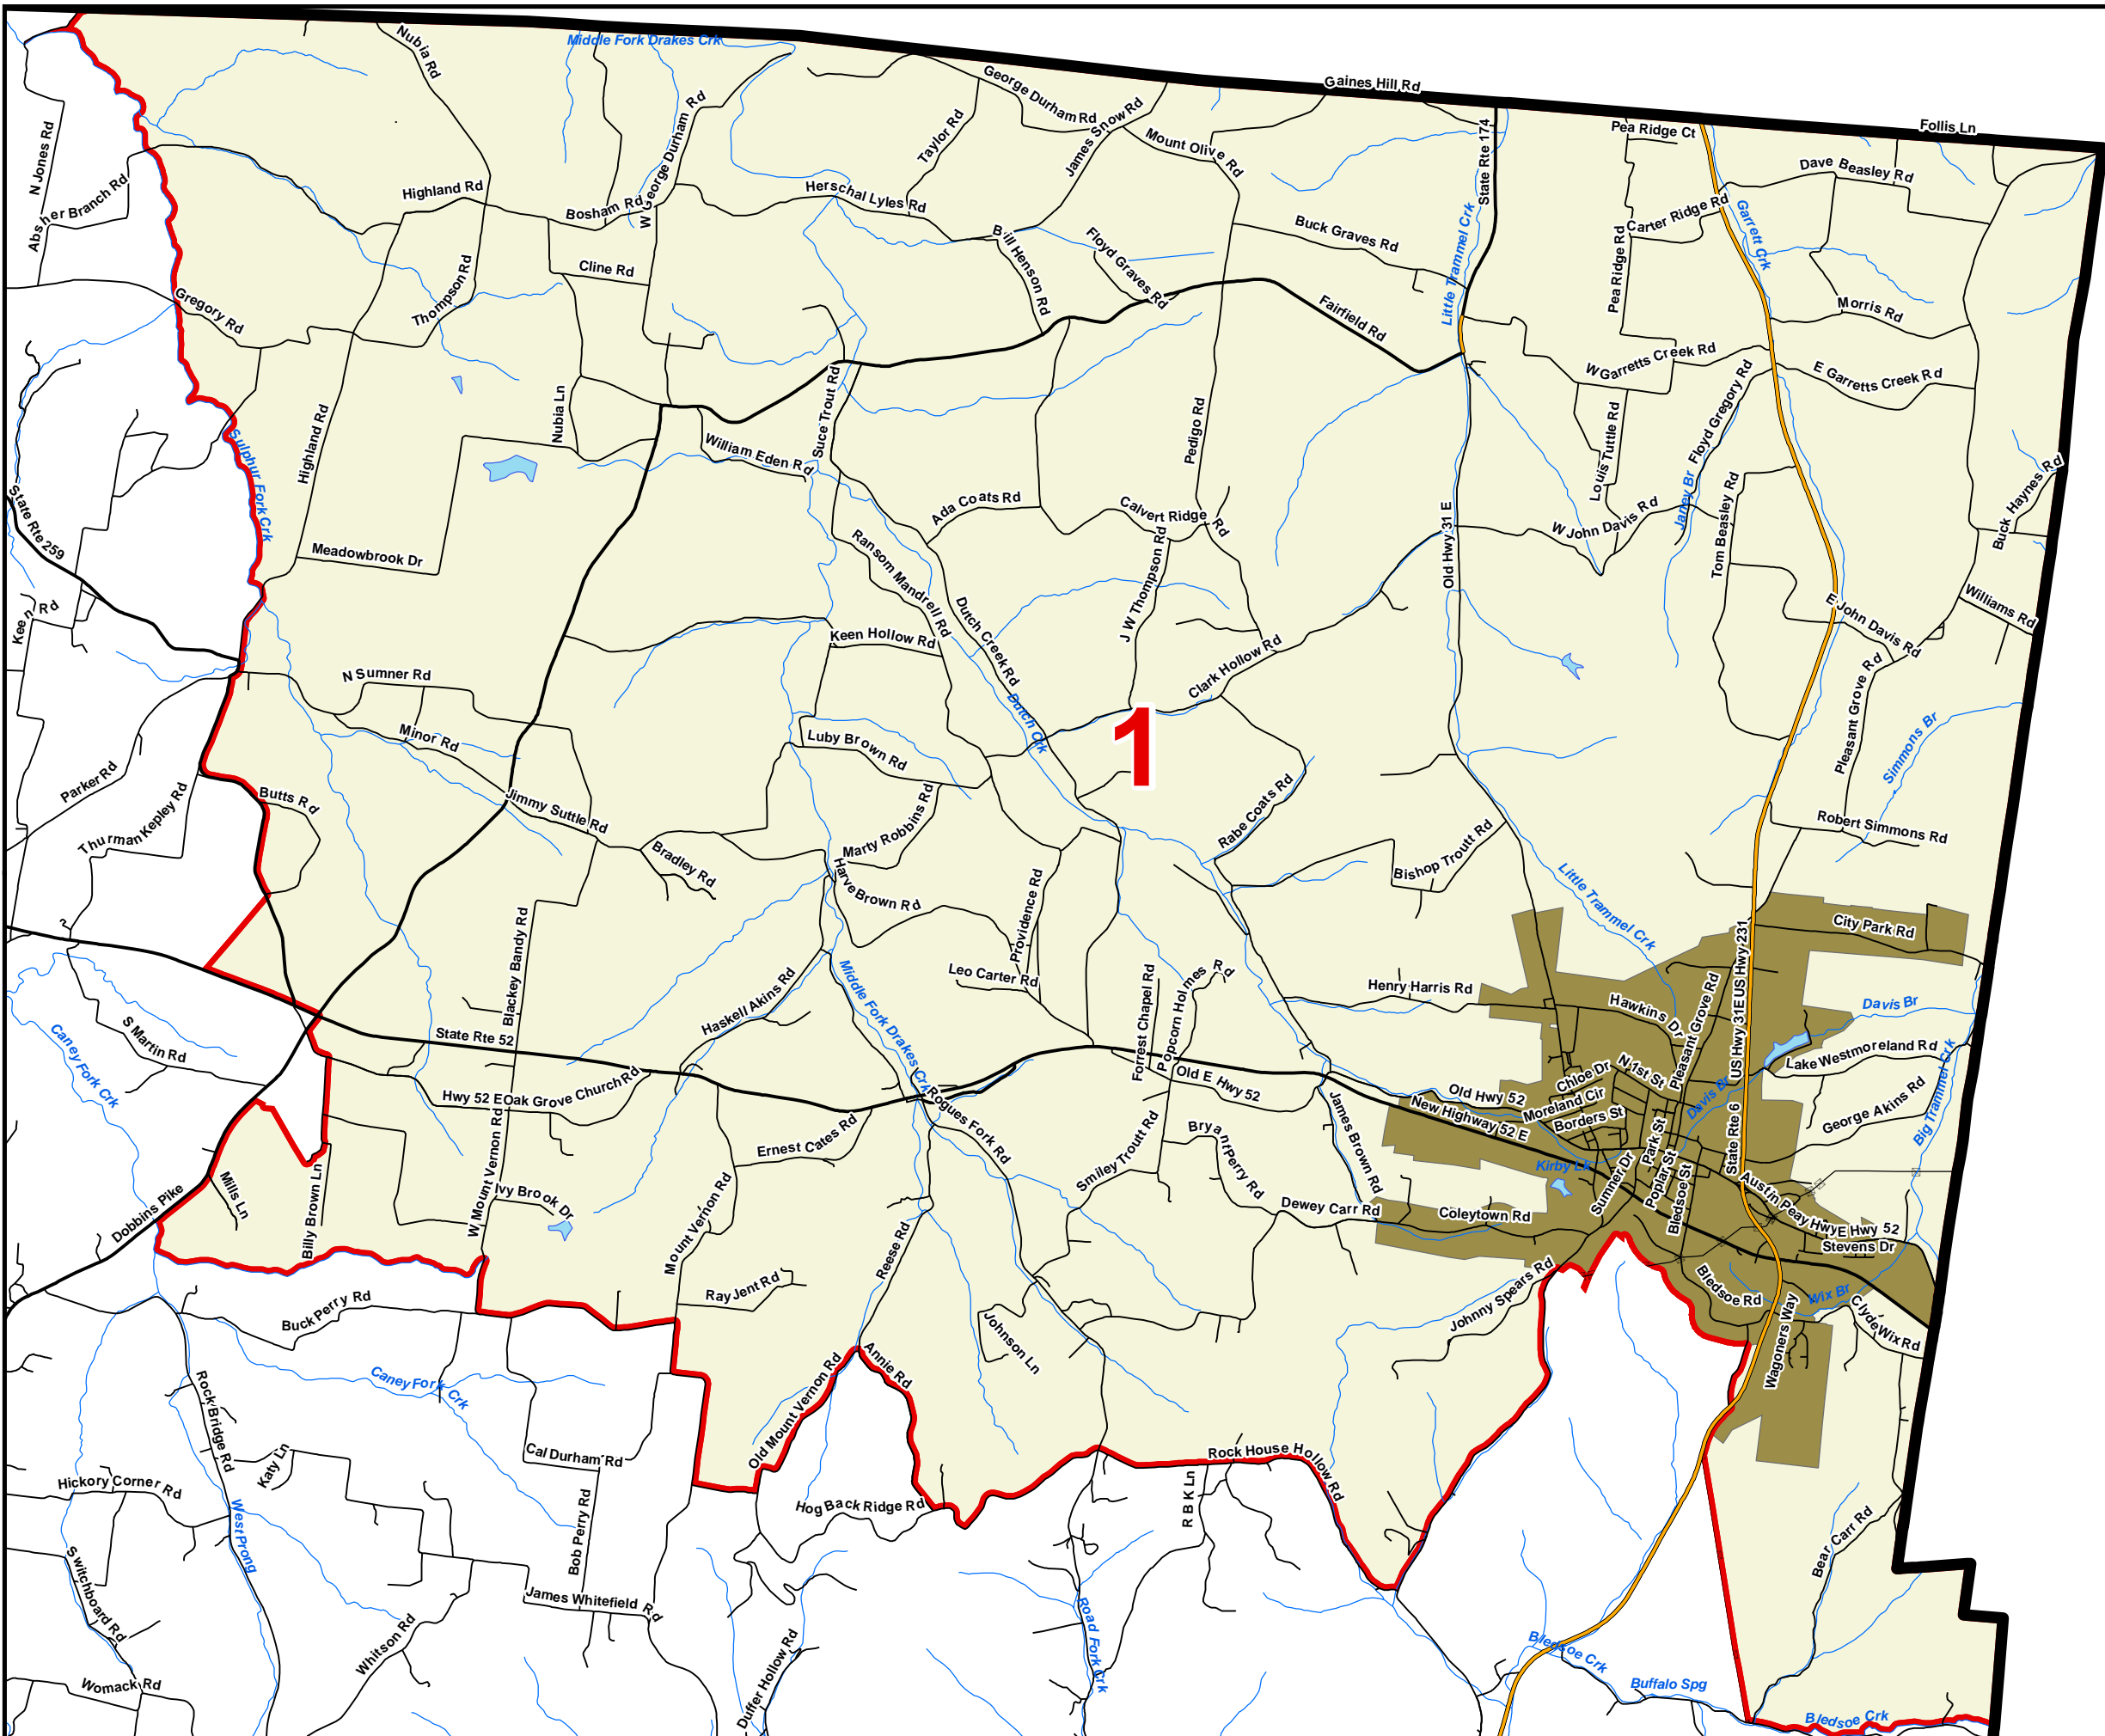 Middle Fork Drakes Crk
Nubia Rd
George Durham Rd
Gaines Hill Rd
Follis Ln
N Jones Rd
Absher Branch Rd
W George Durham Rd
Taylor Rd
James Snow Rd
Mount Olive Rd
State Rte 174
Pea Ridge Ct
Dave Beasley Rd
Highland Rd
Bosham Rd
Herschal Lyles Rd
Carter Ridge Rd
Garrett Crk
Buck Graves Rd
Little Trammel Crk
Pea Ridge Rd
Bill Henson Rd
Floyd Graves Rd
Cline Rd
Thompson Rd
Gregory Rd
Fairfield Rd
Morris Rd
W Garretts Creek Rd
E Garretts Creek Rd
Floyd Gregory Rd
Louis Tuttle Rd
Nubia Ln
Suce Trout Rd
Pedigo Rd
Highland Rd
Sulphur Fork Crk
William Eden Rd
State Rte 259
Ada Coats Rd
Calvert Ridge Rd
Old Hwy 31 E
W John Davis Rd
Janey Br
Tom Beasley Rd
Buck Haynes Rd
Meadowbrook Dr
Ransom Mandrell Rd
J W Thompson Rd
Keen Rd
Dutch Creek Rd
Keen Hollow Rd
E John Davis Rd
Williams Rd
Clark Hollow Rd
N Sumner Rd
Pleasant Grove Rd
Dutch Crk
1
Minor Rd
Luby Brown Rd
Simmons Br
Parker Rd
Butts Rd
Thurman Kepley Rd
Jimmy Suttle Rd
Marty Robbins Rd
Rabe Coats Rd
Robert Simmons Rd
Bradley Rd
Bishop Troutt Rd
Harve Brown Rd
Providence Rd
Little Trammel Crk
City Park Rd
Blackey Bandy Rd
Leo Carter Rd
Haskell Akins Rd
Middle Fork Drakes Crk
Forrest Chapel Rd
Popcorn Holmes Rd
Henry Harris Rd
Hawkins Dr
Pleasant Grove Rd
US Hwy 31E
US Hwy 231
Davis Br
S Martin Rd
Caney Fork Crk
State Rte 52
Lake Westmoreland Rd
Big Trammel Crk
Hwy 52 E
Oak Grove Church Rd
Old E Hwy 52
Old Hwy 52
New Highway 52 E
Chloe Dr
N 1st St
Moreland Cir
Borders St
Davis Br
State Rte 6
George Akins Rd
Rogues Fork Rd
James Brown Rd
Ernest Cates Rd
Bryant Perry Rd
Smiley Troutt Rd
Kirby Lk
Park St
Poplar St
Bledsoe St
Sumner Dr
Austin Peay Hwy
E Hwy 52
Stevens Dr
W Mount Vernon Rd
Mills Ln
Billy Brown Ln
Ivy Brook Dr
Mount Vernon Rd
Dewey Carr Rd
Coleytown Rd
Dobbins Pike
Reese Rd
Ray Jent Rd
Johnny Spears Rd
Bledsoe Rd
Wix Br
Clyde Wix Rd
Wagoners Way
Buck Perry Rd
Johnson Ln
Annie Rd
Old Mount Vernon Rd
Rock Bridge Rd
Caney Fork Crk
Cal Durham Rd
Katy Ln
Rock House Hollow Rd
Hickory Corner Rd
West Prong
Hog Back Ridge Rd
R B K Ln
Bob Perry Rd
Switchboard Rd
James Whitefield Rd
Whitson Rd
Bear Carr Rd
Road Fork Crk
Duffer Hollow Rd
Bledsoe Crk
Buffalo Spg
Womack Rd
Bledsoe Crk